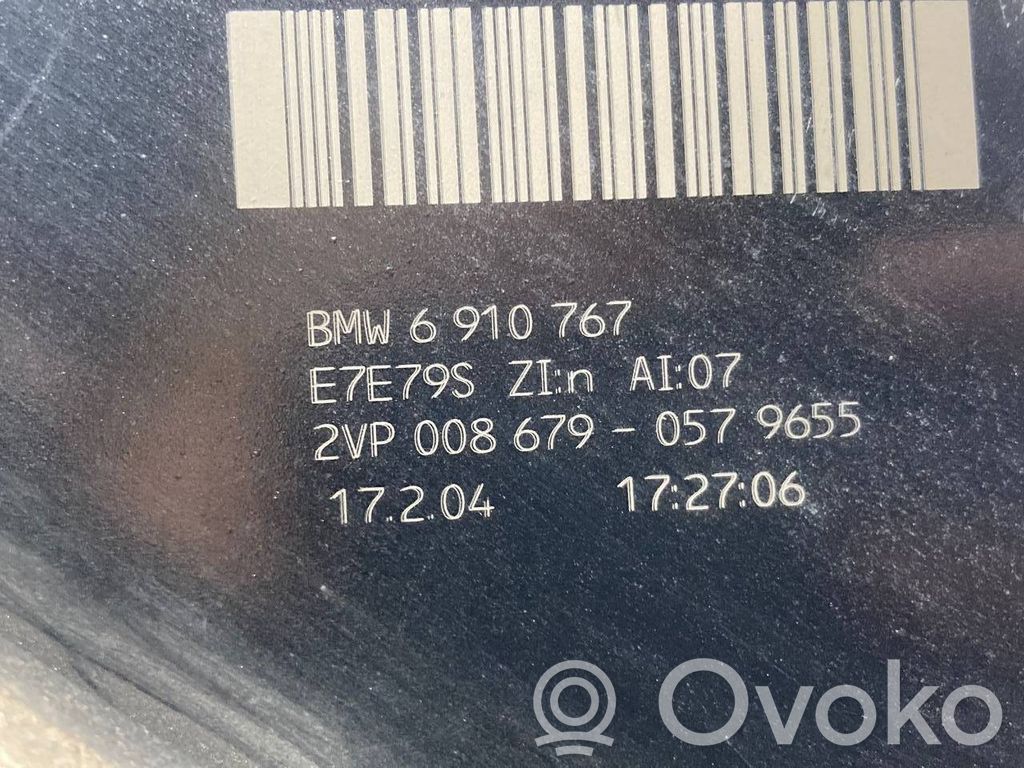 BMW 6 910 767
E7E79S ZI:n AI:07
2VP 008 679 - 057 9655
17.2.04 17:27:06
Ovoko